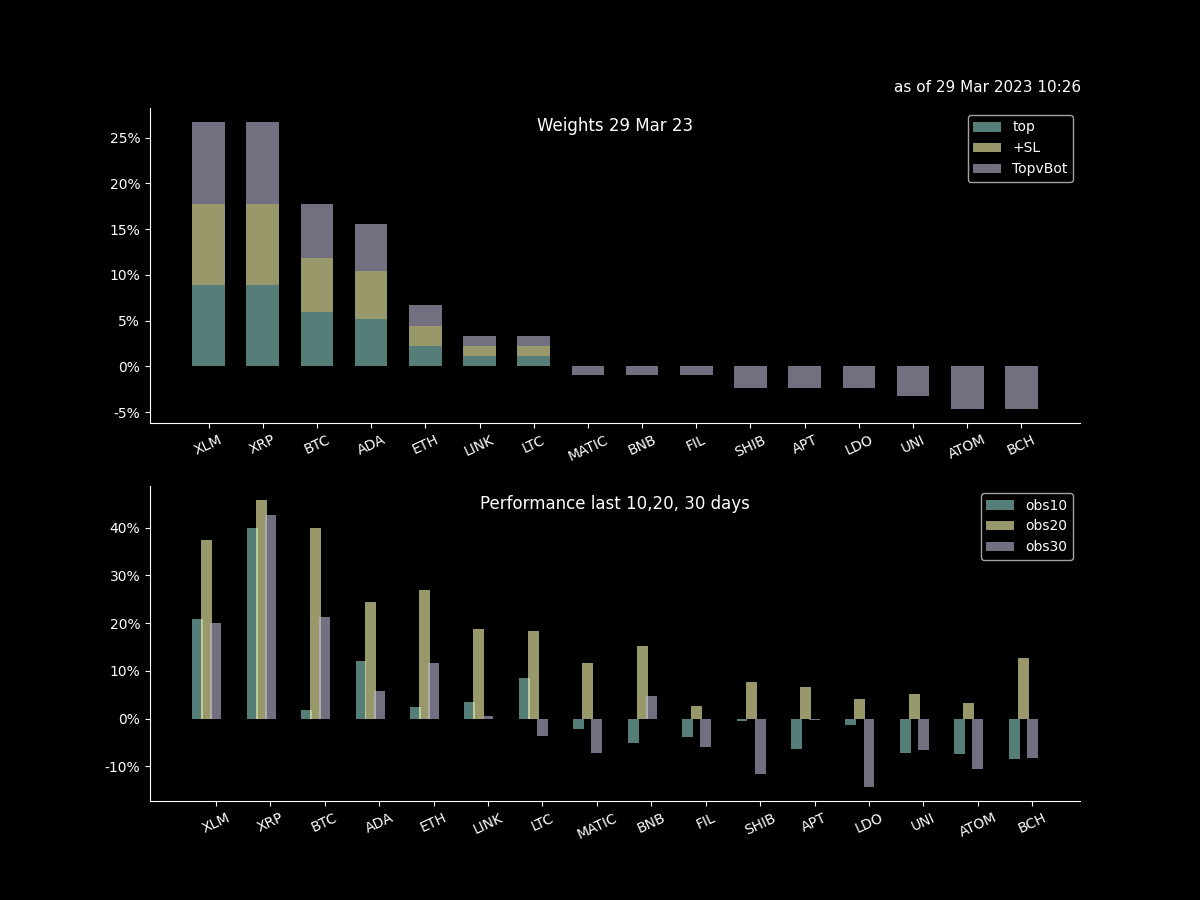 as of 29 Mar 2023 10:26
Weights 29 Mar 23
top
+SL
TopvBot
25%
20%
15%
10%
5%
0%
-5%
XLM XRP BTC ADA ETH LINK LTC MATIC BNB FIL SHIB APT LDO UNI ATOM BCH
Performance last 10,20, 30 days
obs10
obs20
obs30
40%
30%
20%
10%
0%
-10%
XLM XRP BTC ADA ETH LINK LTC MATIC BNB FIL SHIB APT LDO UNI ATOM BCH